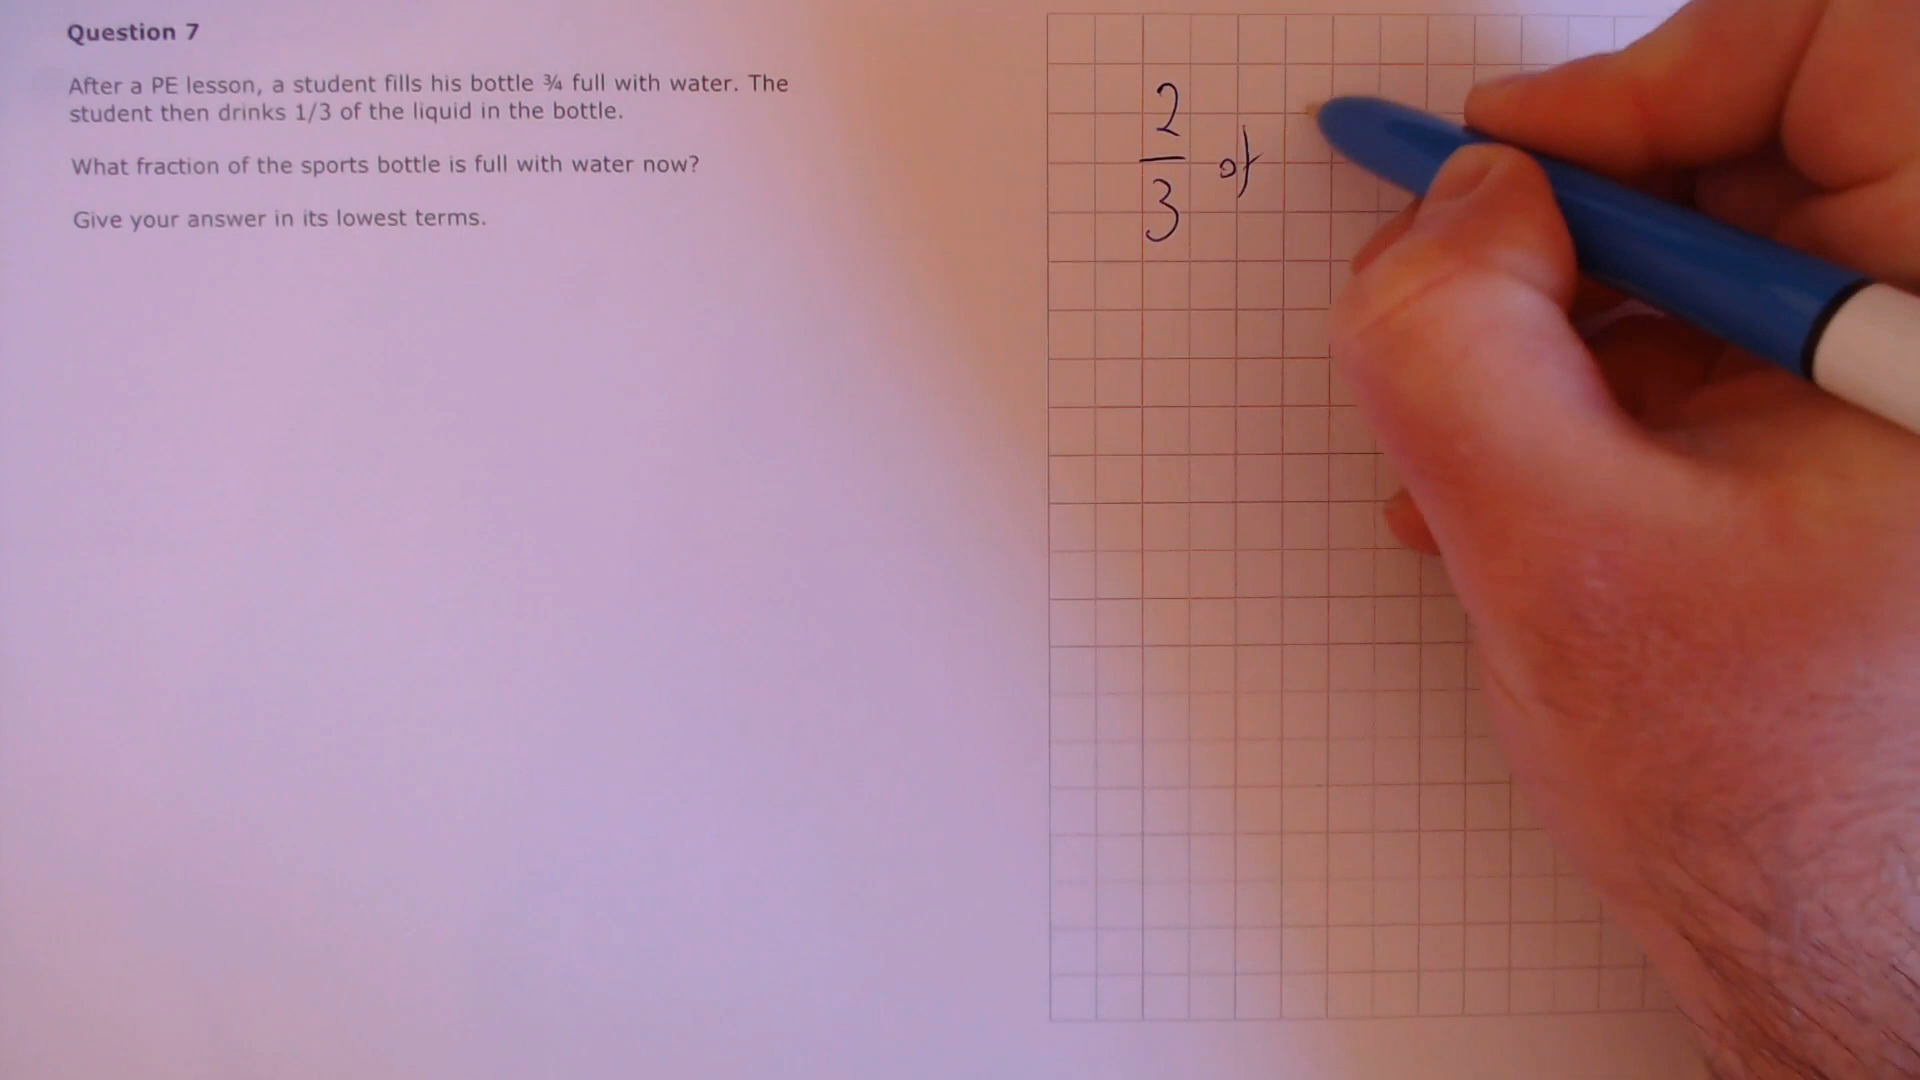 Question 7
After a PE lesson, a student fills his bottle ¾ full with water. The
student then drinks 1/3 of the liquid in the bottle.
What fraction of the sports bottle is full with water now?
Give your answer in its lowest terms.
2
3 of